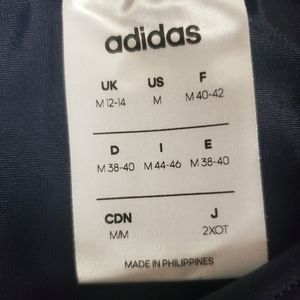 adidas
UK US F
M 12-14 M M 40-42
D I E
M 38-40 M 44-46 M 38-40
CDN J
M/M 2XOT
MADE IN PHILIPPINES